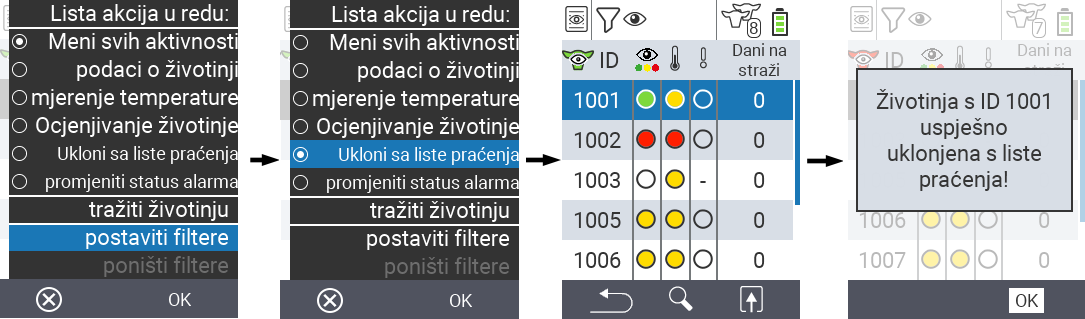 Lista akcija u redu:
Meni svih aktivnosti
podaci o životinji
mjerenje temperature
Ocjenjivanje životinje
Ukloni sa liste praćenja
promjeniti status alarma
tražiti životinju
postaviti filtere
poništi filtere
OK
Lista akcija u redu:
Meni svih aktivnosti
podaci o životinji
mjerenje temperature
Ocjenjivanje životinje
Ukloni sa liste praćenja
promjeniti status alarma
tražiti životinju
postaviti filtere
poništi filtere
OK
8
ID Dani na
straži
1001 0
1002 0
1003 - 0
1005 0
1006 0
7
ID Dani na
straži
Životinja s ID 1001
uspješno
uklonjena s liste
praćenja!
1006 0
1007 0
OK